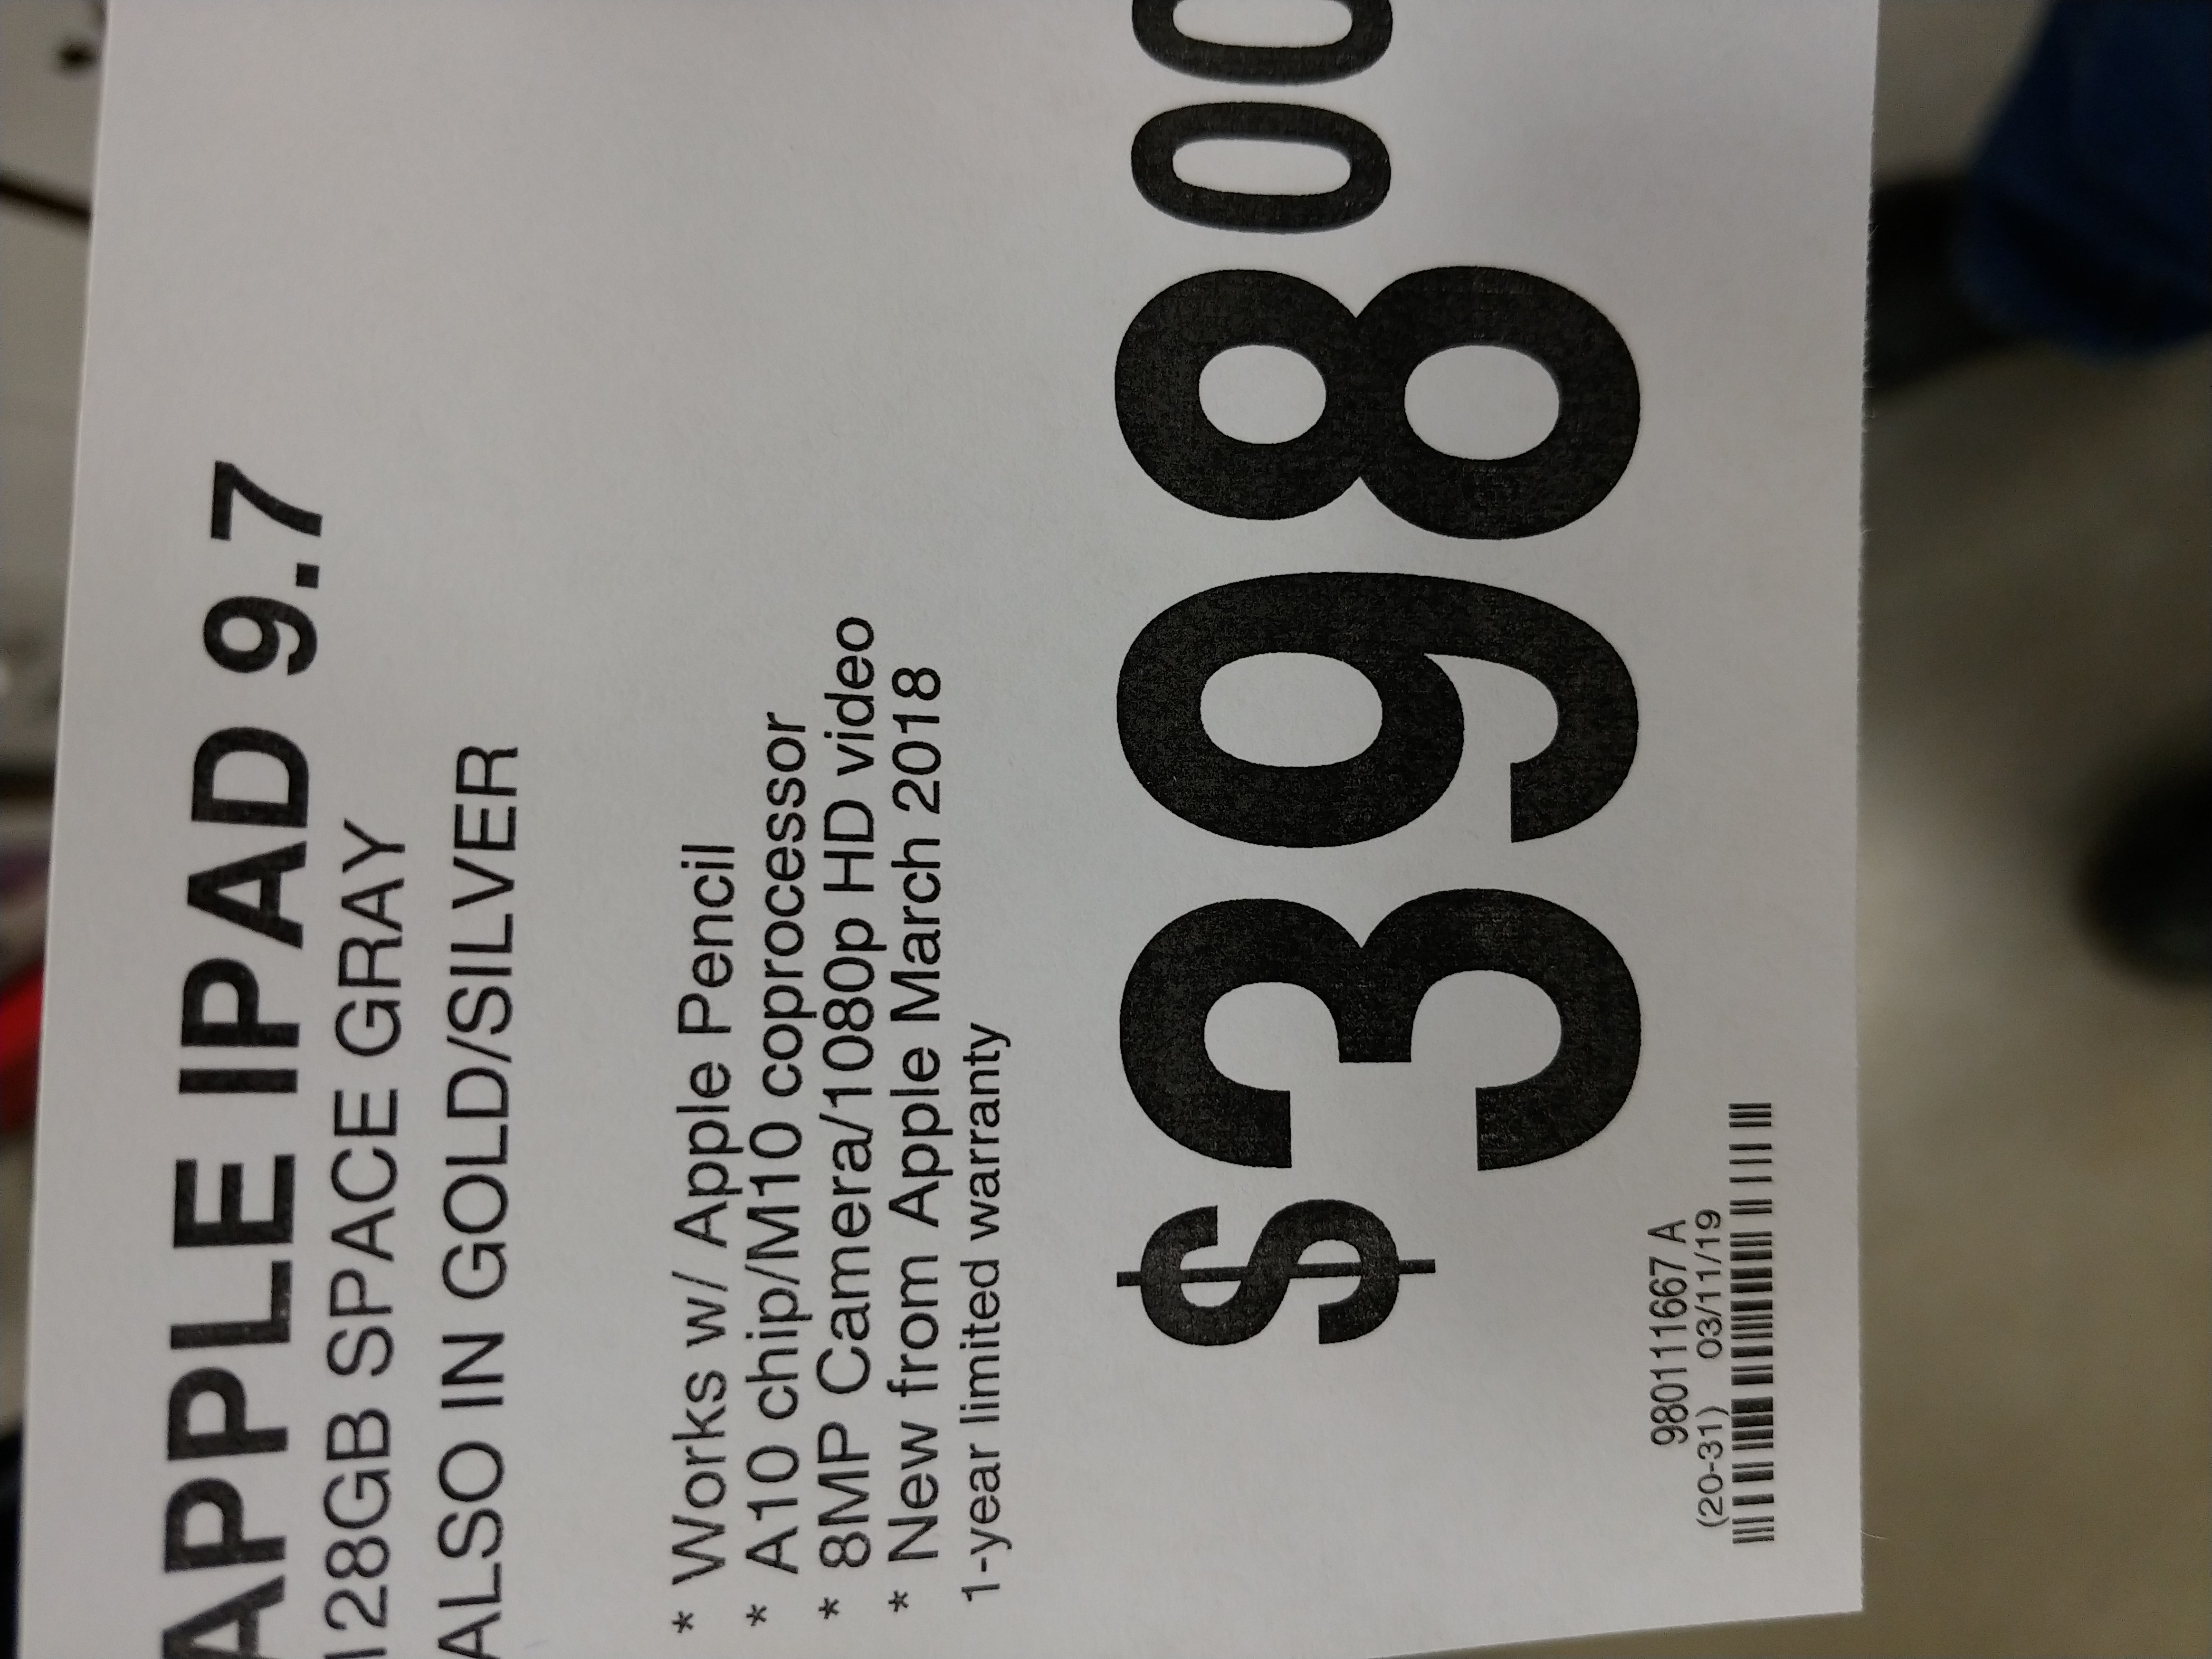 APPLE IPAD 9.7
128GB SPACE GRAY
ALSO IN GOLD/SILVER
* Works w/ Apple Pencil
* A10 chip/M10 coprocessor
* 8MP Camera/1080p HD video
* New from Apple March 2018
1-year limited warranty
$398 00
980111667 A
(20-31) 03/11/19